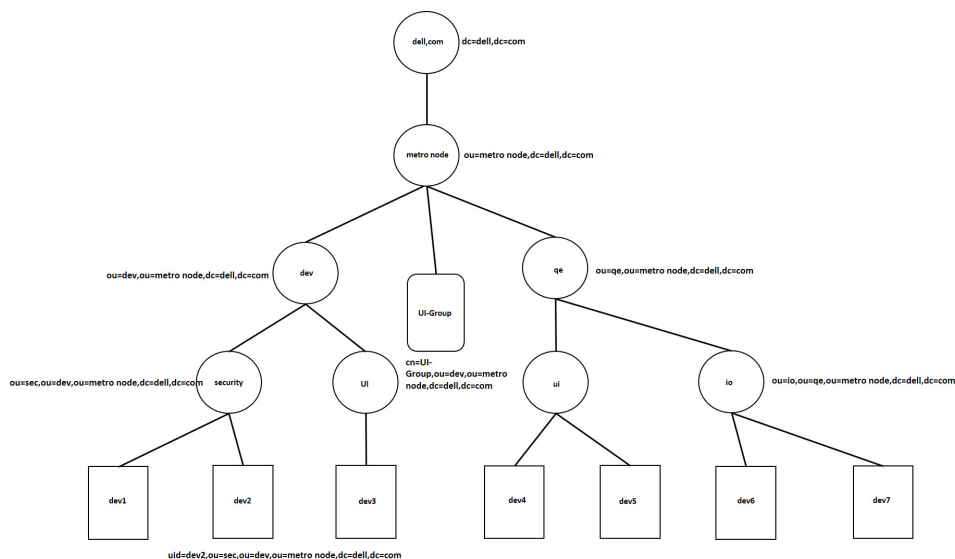 dell,com
dc=dell,dc=com
metro node
ou=metro node,dc=dell,dc=com
dev
ou=dev,ou=metro node,dc=dell,dc=com
UI-Group
cn=UI-
Group,ou=dev,ou=metro
node,dc=dell,dc=com
qe
ou=qe,ou=metro node,dc=dell,dc=com
ou=sec,ou=dev,ou=metro node,dc=dell,dc=com
security
UI
ui
io
ou=io,ou=qe,ou=metro node,dc=dell,dc=com
dev1
dev2
dev3
dev4
dev5
dev6
dev7
uid=dev2,ou=sec,ou=dev,ou=metro node,dc=dell,dc=com